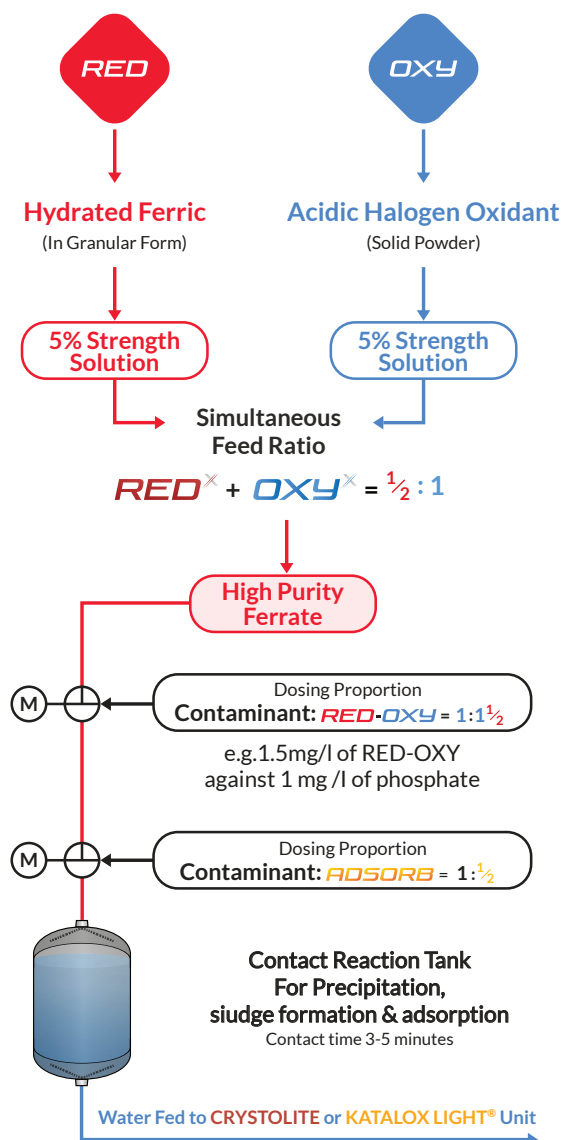 RED
OXY
Hydrated Ferric
(In Granular Form)
Acidic Halogen Oxidant
(Solid Powder)
5% Strength
Solution
5% Strength
Solution
Simultaneous
Feed Ratio
RED^X + OXY^X = ½ : 1
High Purity
Ferrate
M
Dosing Proportion
Contaminant: RED-OXY = 1:1½
e.g.1.5mg/l of RED-OXY
against 1 mg /l of phosphate
M
Dosing Proportion
Contaminant: ADSORB = 1:½
Contact Reaction Tank
For Precipitation,
siudge formation & adsorption
Contact time 3-5 minutes
Water Fed to CRYSTOLITE or KATALOX LIGHT® Unit